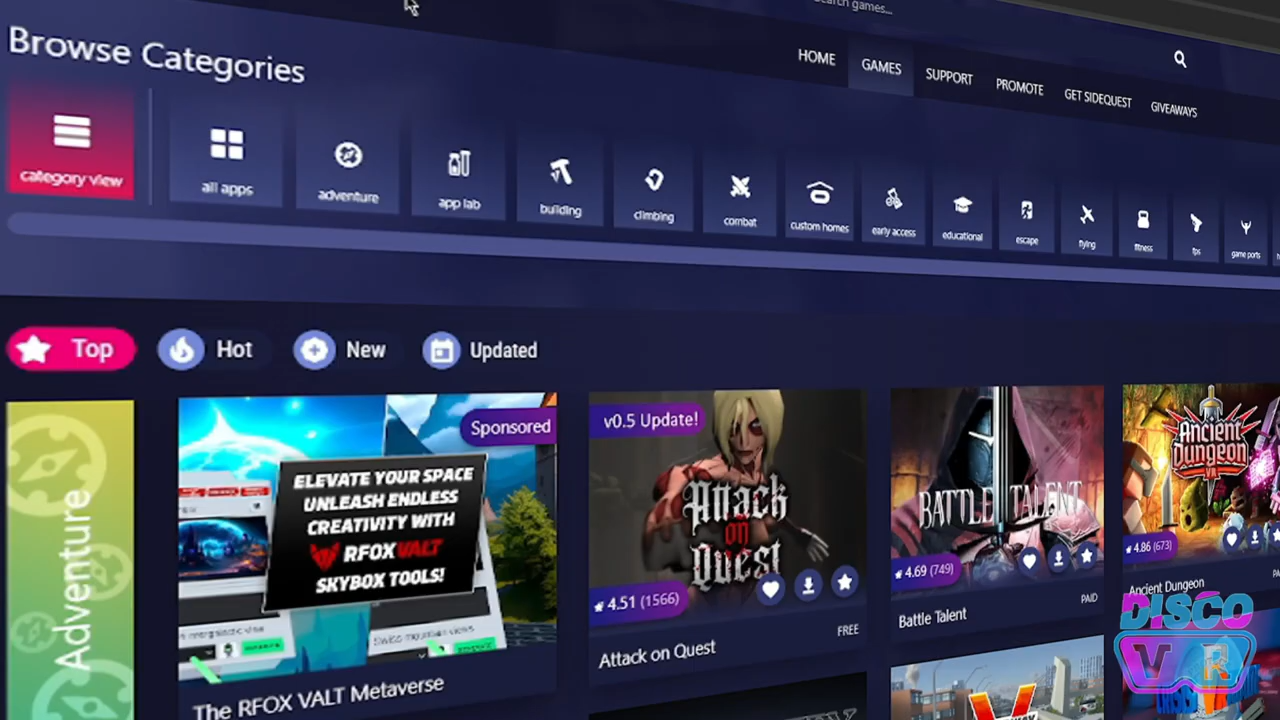 Search games...
Browse Categories
HOME GAMES SUPPORT PROMOTE GET SIDEQUEST GIVEAWAYS
category view all apps adventure app lab building climbing combat custom homes early access educational escape flying fitness fps game ports
Top Hot New Updated
Adventure
Sponsored
ELEVATE YOUR SPACE
UNLEASH ENDLESS
CREATIVITY WITH
RFOX VALT
SKYBOX TOOLS!
The RFOX VALT Metaverse
v0.5 Update!
Attack
on
Quest
4.51 (1566)
FREE
Attack on Quest
BATTLE TALENT
4.69 (749)
PAID
Battle Talent
Ancient
Dungeon
VR
4.86 (673)
Ancient Dungeon
DISCO
VR